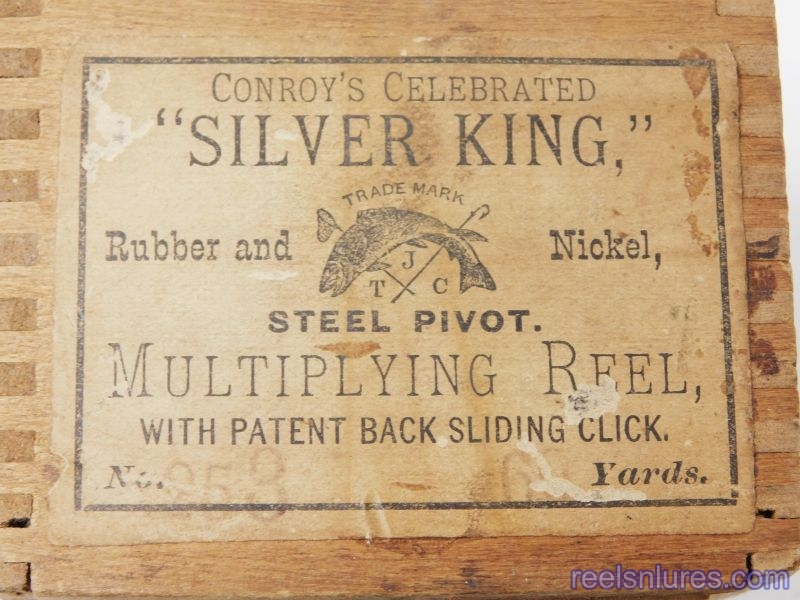 CONROY'S CELEBRATED
"SILVER KING,"
TRADE MARK
Rubber and Nickel,
J
T C
STEEL PIVOT.
MULTIPLYING REEL,
WITH PATENT BACK SLIDING CLICK.
No. Yards.
reelsnlures.com